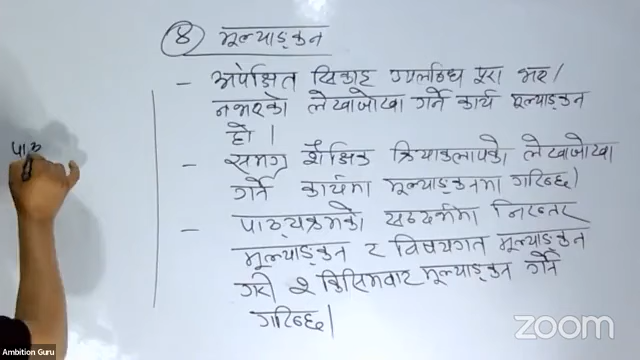 ४ मूल्याङ्कन
- अपेक्षित सिकाइ उपलब्धि पूरा भए/
नभएको लेखाजोखा गर्ने कार्य मूल्याङ्कन
हो ।
- समग्र शैक्षिक क्रियाकलापको लेखाजोखा
गर्ने कार्यमा मूल्याङ्कनमा गरिन्छ।
- पाठ्यक्रमको सन्दर्भमा निरन्तर
मूल्याङ्कन र विषयगत मूल्याङ्कन
गरी २ किसिमबाट मूल्याङ्कन गर्ने
गरिन्छ।
पाठ
Ambition Guru
zoom